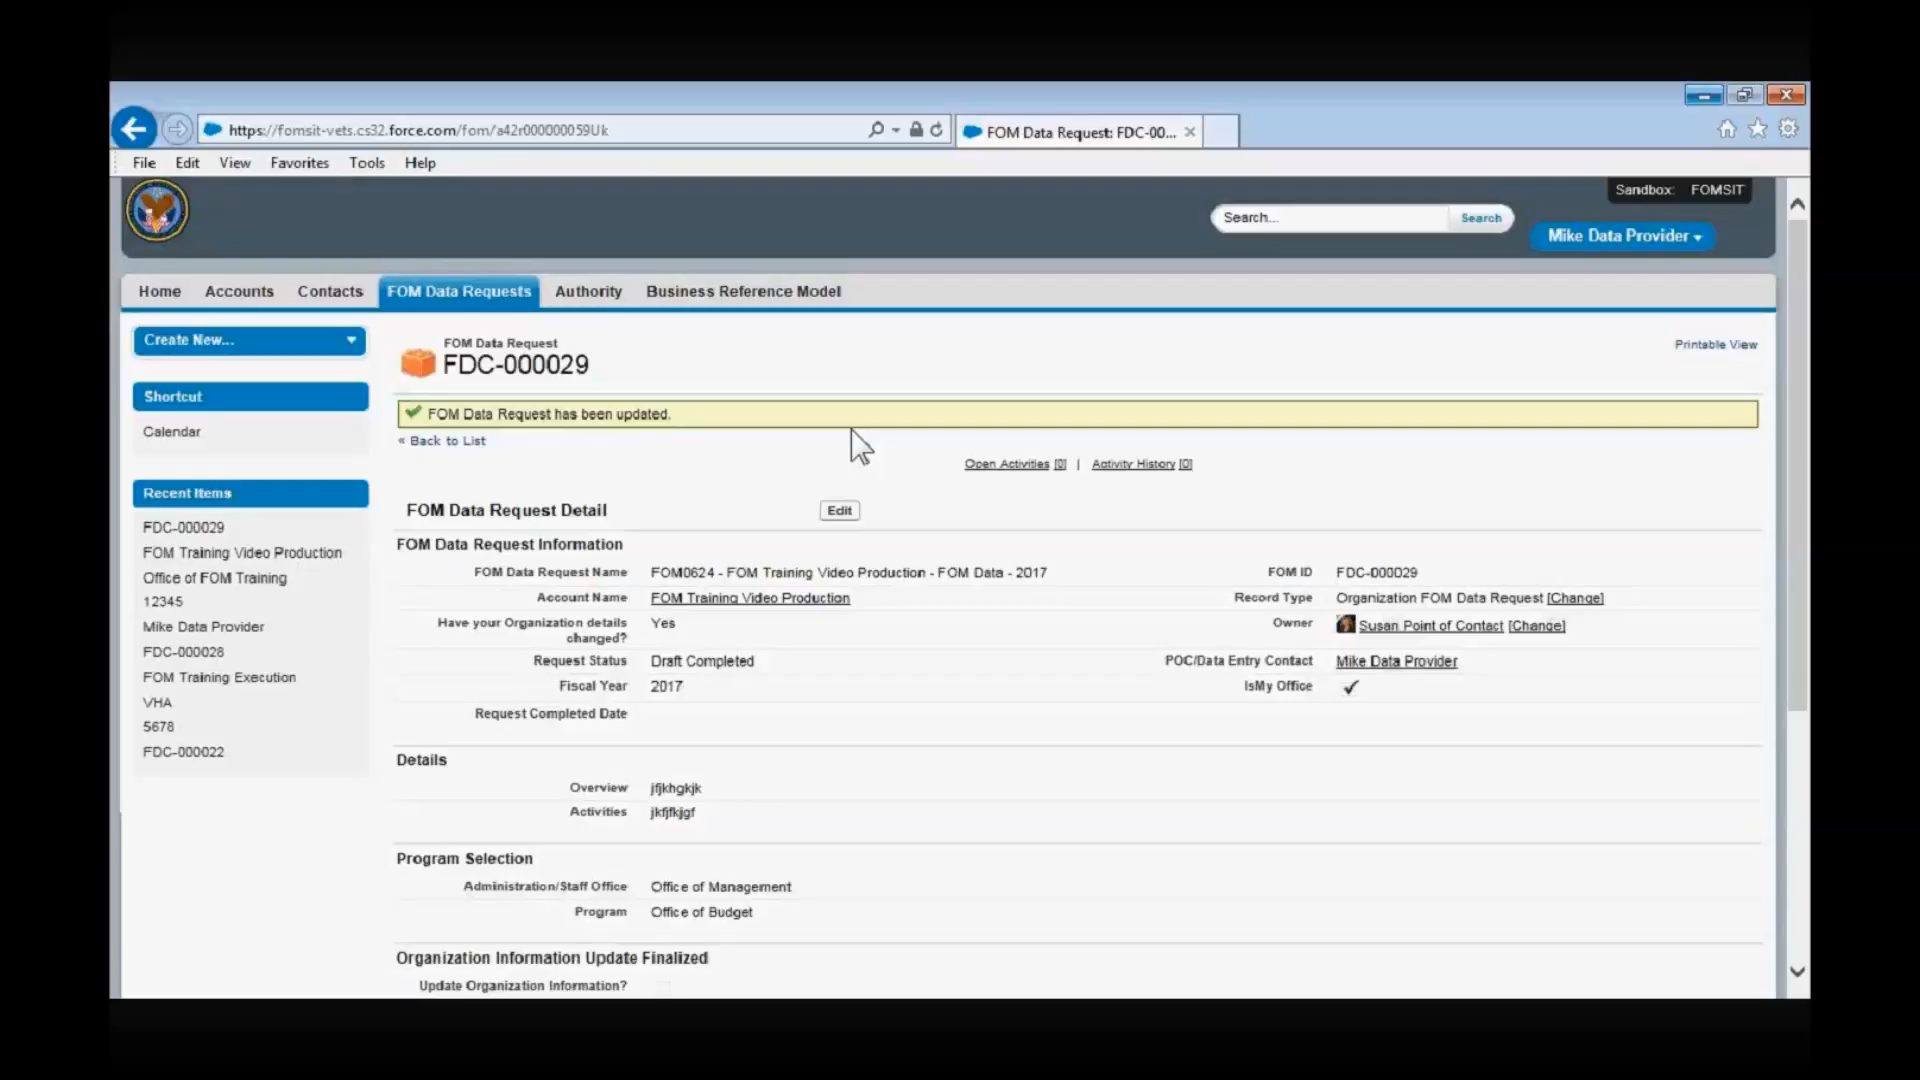 https://fomsit-vets.cs32.force.com/fom/a42r000000059Uk
FOM Data Request: FDC-00...
File Edit View Favorites Tools Help
Sandbox: FOMSIT
Search... Search
Mike Data Provider
Home Accounts Contacts FOM Data Requests Authority Business Reference Model
Create New...
Shortcut
Calendar
Recent Items
FDC-000029
FOM Training Video Production
Office of FOM Training
12345
Mike Data Provider
FDC-000028
FOM Training Execution
VHA
5678
FDC-000022
FOM Data Request
FDC-000029
Printable View
FOM Data Request has been updated.
« Back to List
Open Activities [0] | Activity History [0]
FOM Data Request Detail Edit
FOM Data Request Information
FOM Data Request Name FOM0624 - FOM Training Video Production - FOM Data - 2017 FOM ID FDC-000029
Account Name FOM Training Video Production Record Type Organization FOM Data Request [Change]
Have your Organization details changed? Yes Owner Susan Point of Contact [Change]
Request Status Draft Completed POC/Data Entry Contact Mike Data Provider
Fiscal Year 2017 IsMy Office
Request Completed Date
Details
Overview jfjkhgkjk
Activities jkfjfkjgf
Program Selection
Administration/Staff Office Office of Management
Program Office of Budget
Organization Information Update Finalized
Update Organization Information?